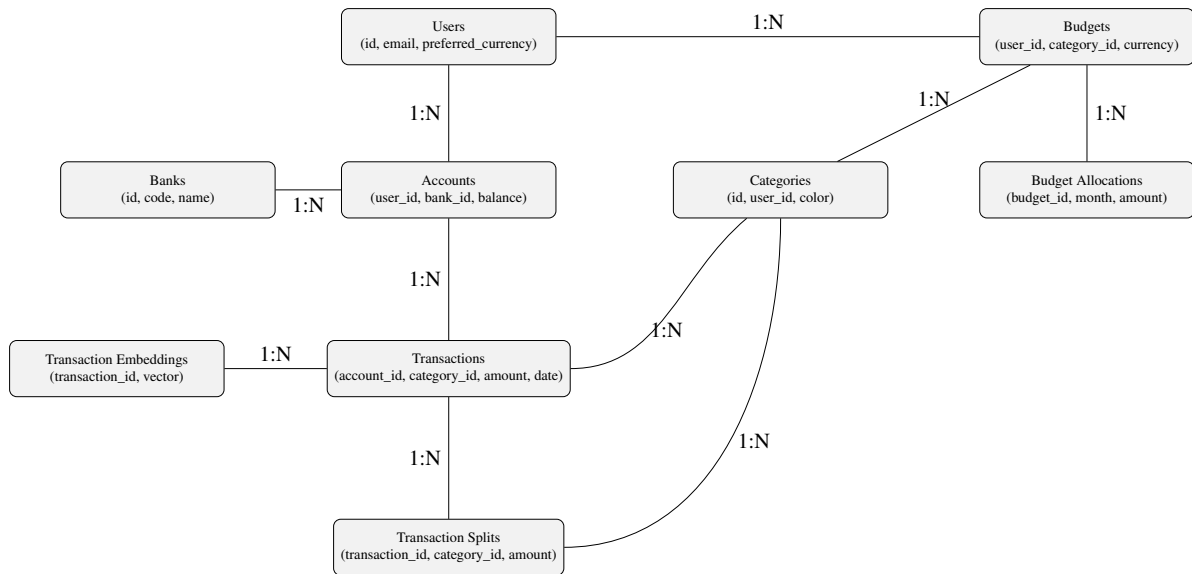 Users
(id, email, preferred_currency)
1:N
Budgets
(user_id, category_id, currency)
1:N
1:N
1:N
Banks
(id, code, name)
1:N
Accounts
(user_id, bank_id, balance)
Categories
(id, user_id, color)
Budget Allocations
(budget_id, month, amount)
1:N
1:N
Transaction Embeddings
(transaction_id, vector)
1:N
Transactions
(account_id, category_id, amount, date)
1:N
1:N
Transaction Splits
(transaction_id, category_id, amount)